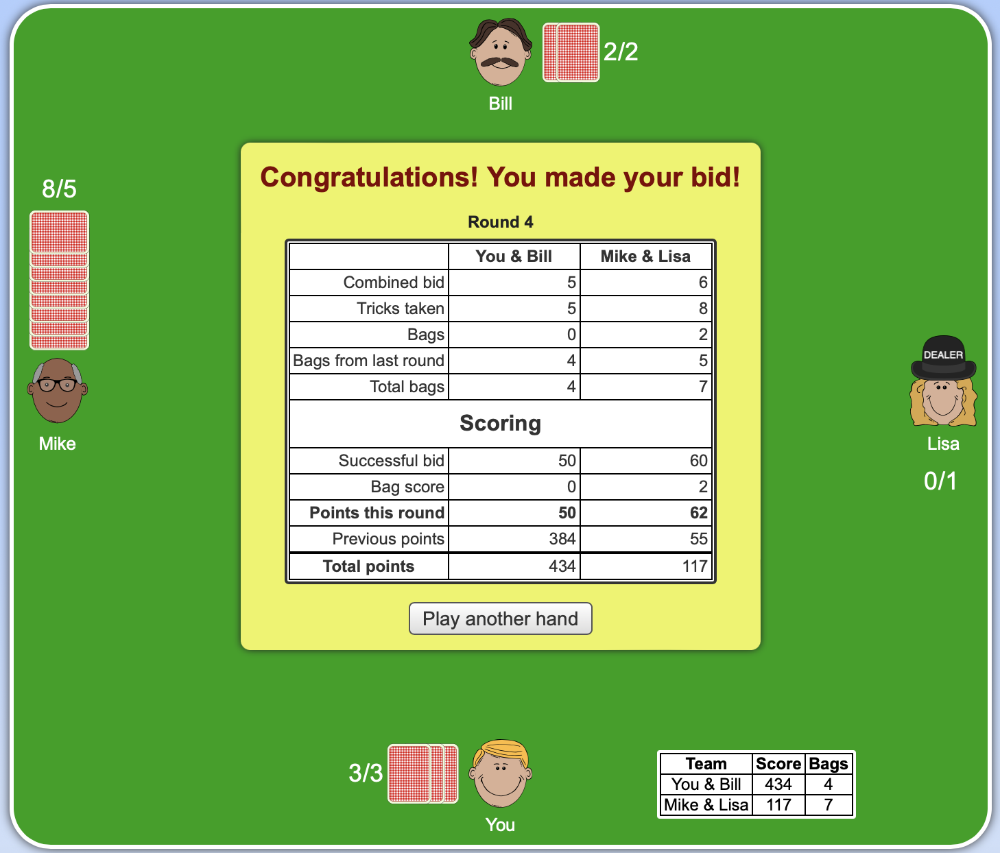 2/2
Bill
Congratulations! You made your bid!
8/5
Round 4
You & Bill Mike & Lisa
Combined bid 5 6
Tricks taken 5 8
Bags 0 2
Bags from last round 4 5
Total bags 4 7
Scoring
Successful bid 50 60
Bag score 0 2
Points this round 50 62
Previous points 384 55
Total points 434 117
Mike
DEALER
Lisa
0/1
Play another hand
3/3
You
Team Score Bags
You & Bill 434 4
Mike & Lisa 117 7